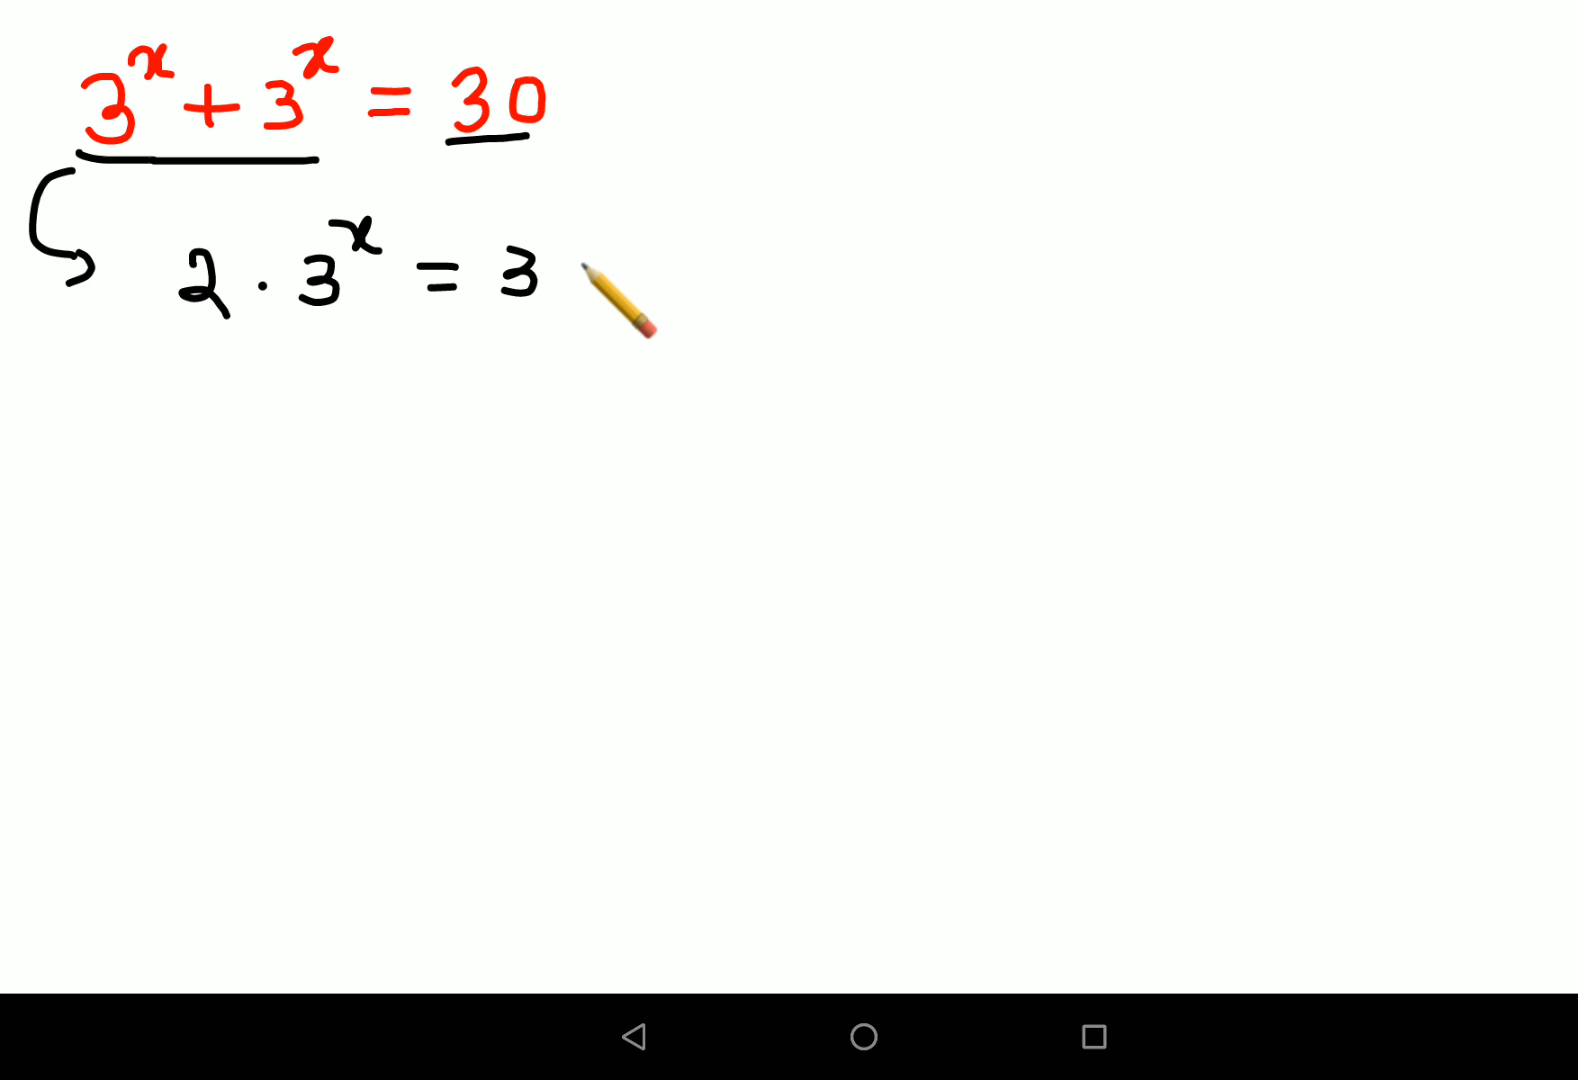 3^x + 3^x = 30
2 · 3^x = 3